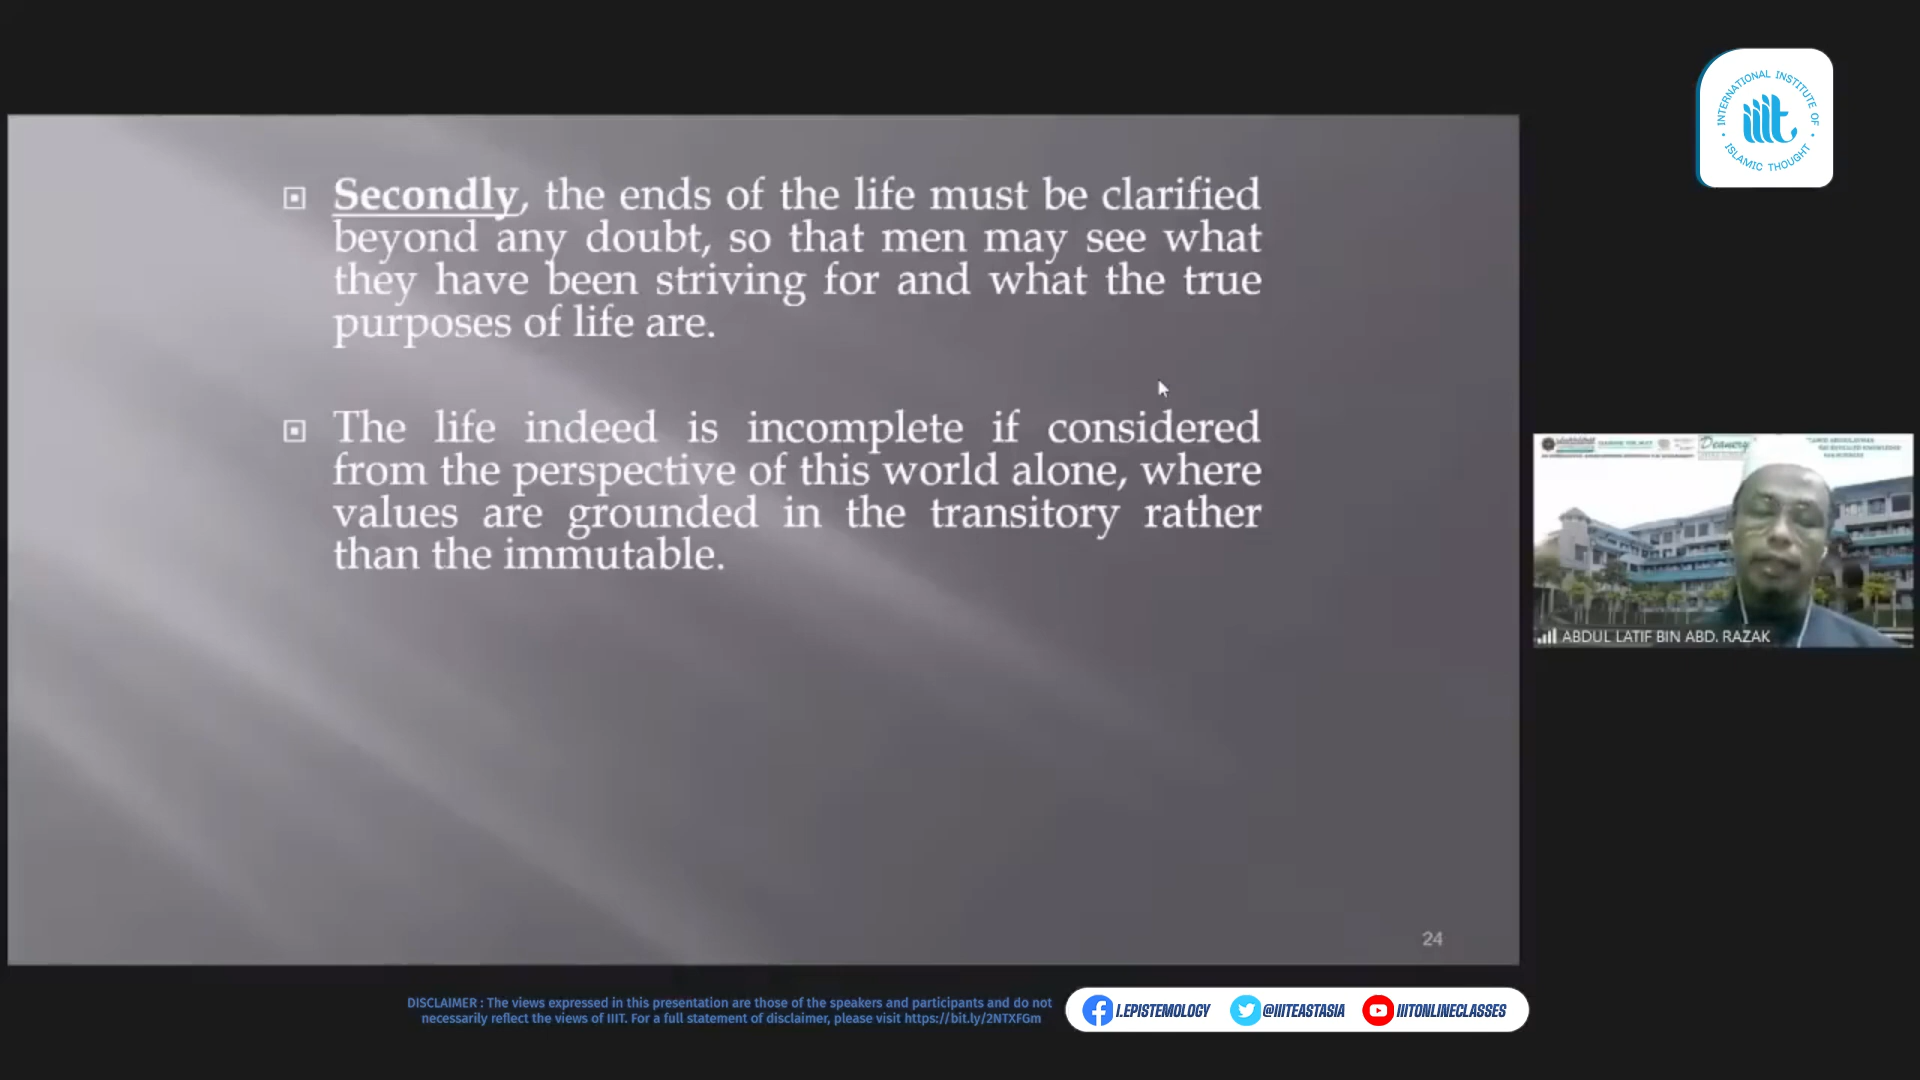 INTERNATIONAL INSTITUTE OF
ISLAMIC THOUGHT
iiit
Secondly, the ends of the life must be clarified
beyond any doubt, so that men may see what
they have been striving for and what the true
purposes of life are.
The life indeed is incomplete if considered
from the perspective of this world alone, where
values are grounded in the transitory rather
than the immutable.
Deanery
ABDUL LATIF BIN ABD. RAZAK
24
DISCLAIMER : The views expressed in this presentation are those of the speakers and participants and do not
necessarily reflect the views of IIIT. For a full statement of disclaimer, please visit https://bit.ly/2NTXFGm
I.EPISTEMOLOGY @IIITEASTASIA IIITONLINECLASSES